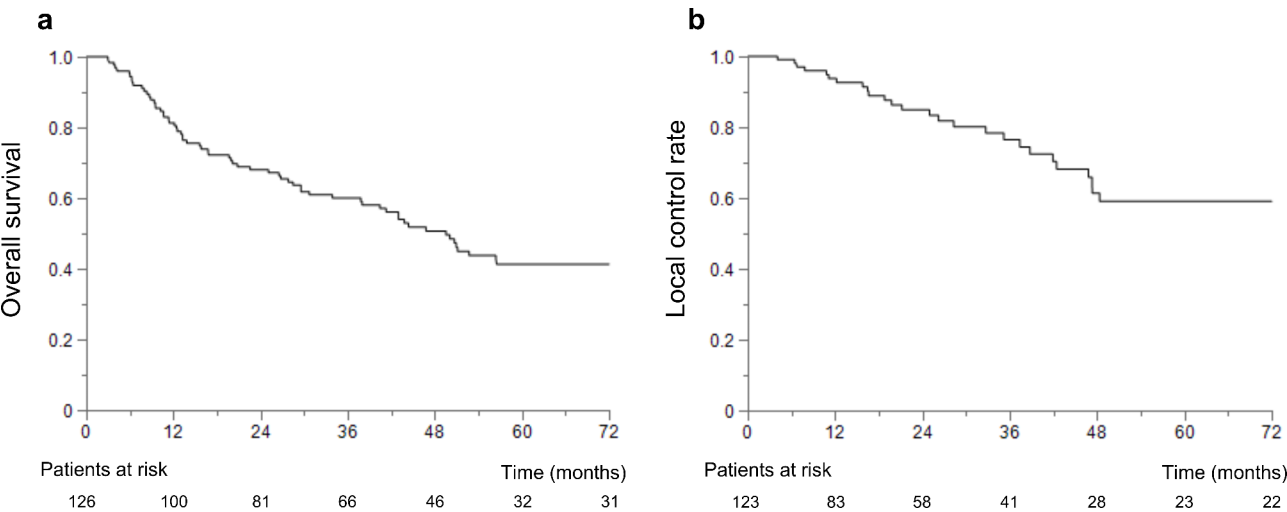 a
Overall survival
1.0
0.8
0.6
0.4
0.2
0
0 12 24 36 48 60 72
Patients at risk Time (months)
126 100 81 66 46 32 31
b
Local control rate
1.0
0.8
0.6
0.4
0.2
0
0 12 24 36 48 60 72
Patients at risk Time (months)
123 83 58 41 28 23 22